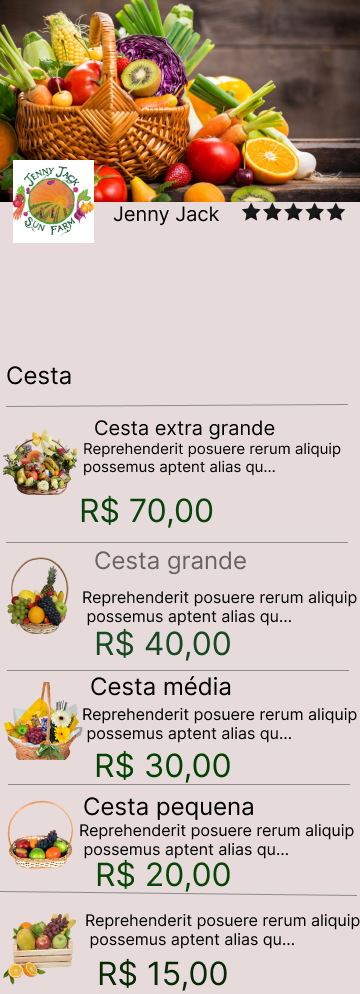 JENNY JACK
SUN FARM
Jenny Jack ★★★★★
Cesta
Cesta extra grande
Reprehenderit posuere rerum aliquip
possemus aptent alias qu...
R$ 70,00
Cesta grande
Reprehenderit posuere rerum aliquip
possemus aptent alias qu...
R$ 40,00
Cesta média
Reprehenderit posuere rerum aliquip
possemus aptent alias qu...
R$ 30,00
Cesta pequena
Reprehenderit posuere rerum aliquip
possemus aptent alias qu...
R$ 20,00
Reprehenderit posuere rerum aliquip
possemus aptent alias qu...
R$ 15,00